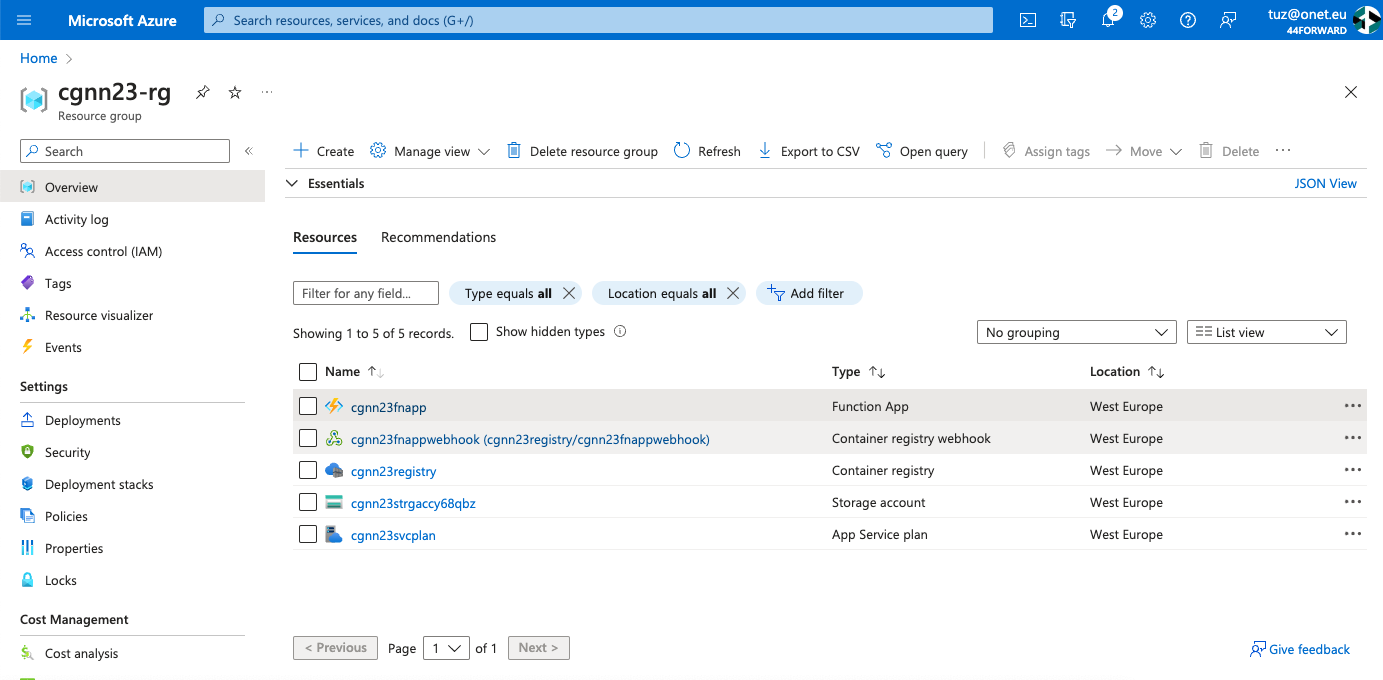 Microsoft Azure
Search resources, services, and docs (G+/)
2
tuz@onet.eu
44FORWARD
Home
cgnn23-rg
Resource group
Search
Overview
Activity log
Access control (IAM)
Tags
Resource visualizer
Events
Settings
Deployments
Security
Deployment stacks
Policies
Properties
Locks
Cost Management
Cost analysis
Create
Manage view
Delete resource group
Refresh
Export to CSV
Open query
Assign tags
Move
Delete
Essentials
JSON View
Resources
Recommendations
Filter for any field...
Type equals all
Location equals all
Add filter
Showing 1 to 5 of 5 records.
Show hidden types
No grouping
List view
Name Type Location
cgnn23fnapp Function App West Europe
cgnn23fnappwebhook (cgnn23registry/cgnn23fnappwebhook) Container registry webhook West Europe
cgnn23registry Container registry West Europe
cgnn23strgaccy68qbz Storage account West Europe
cgnn23svcplan App Service plan West Europe
< Previous Page 1 of 1 Next >
Give feedback